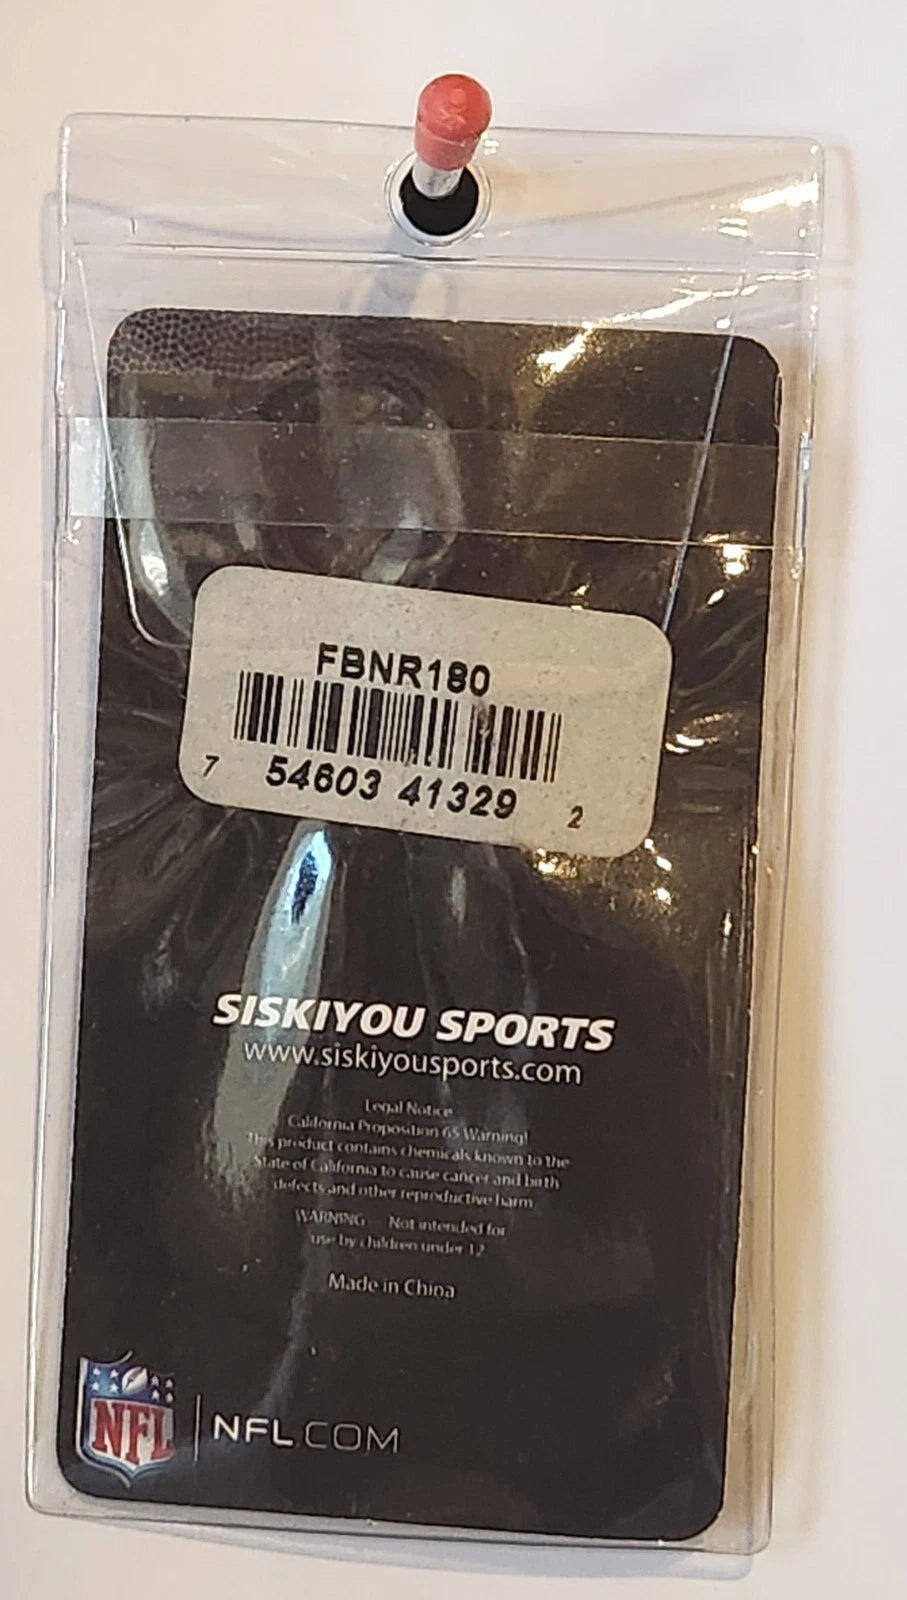 FBNR180
7 54603 41329 2
SISKIYOU SPORTS
www.siskiyousports.com
Legal Notice
California Proposition 65 Warning!
This product contains chemicals known to the
State of California to cause cancer and birth
defects and other reproductive harm
WARNING Not intended for
use by children under 12
Made in China
NFL NFL.COM